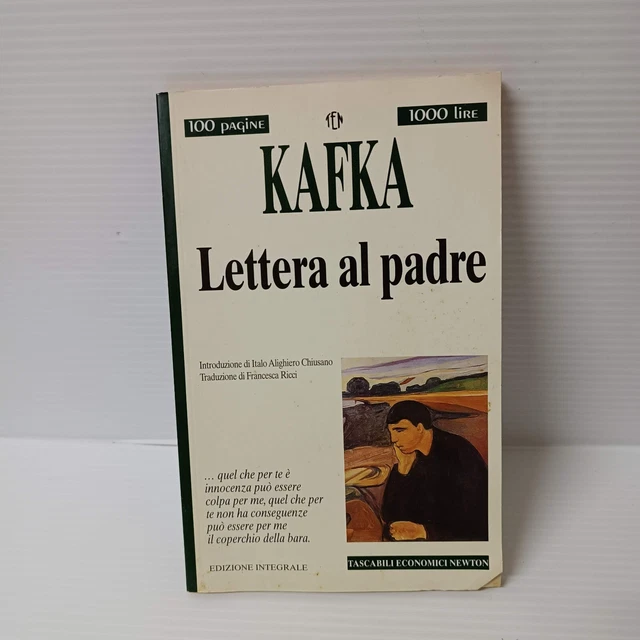 100 pagine
TEN
1000 lire
KAFKA
Lettera al padre
Introduzione di Italo Alighiero Chiusano
Traduzione di Francesca Ricci
... quel che per te è
innocenza può essere
colpa per me, quel che per
te non ha conseguenze
può essere per me
il coperchio della bara.
EDIZIONE INTEGRALE
TASCABILI ECONOMICI NEWTON